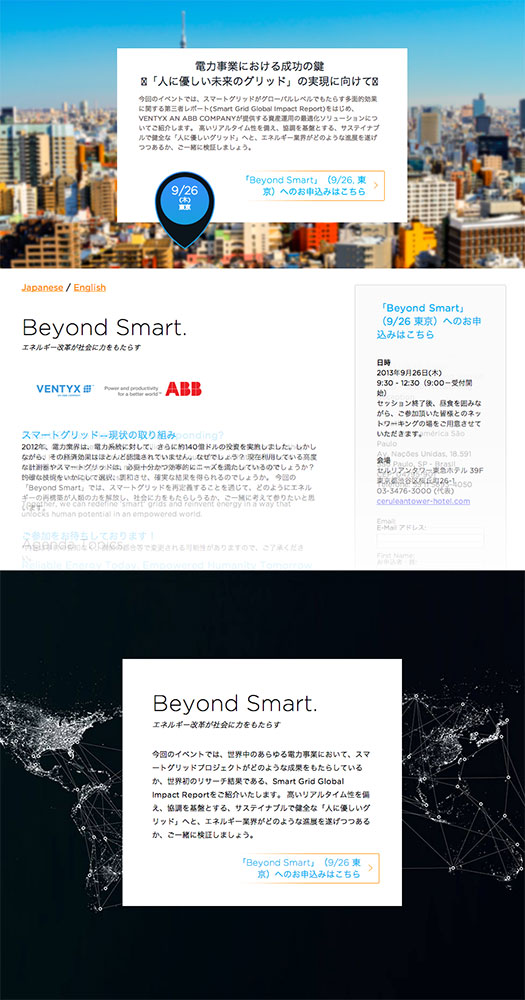 電力事業における成功の鍵
「人に優しい未来のグリッド」の実現に向けて
今回のイベントでは、スマートグリッドがグローバルレベルでもたらす多面的効果
に関する第三者レポート(Smart Grid Global Impact Report)をはじめ、
VENTYX AN ABB COMPANYが提供する資産運用の最適化ソリューションにつ
いてご紹介します。 高いリアルタイム性を備え、協調を基盤とする、サステイナブ
ルで健全な「人に優しいグリッド」へと、エネルギー業界がどのような進展を遂げ
つつあるか、ご一緒に検証しましょう。
9/26
(木)
東京
「Beyond Smart」（9/26, 東
京）へのお申込みはこちら
Japanese / English
Beyond Smart.
エネルギー改革が社会に力をもたらす
VENTYX
Power and productivity
for a better world™
ABB
スマートグリッド—現状の取り組み
2012年、電力業界は、電力系統に対して、さらに約140億ドルの投資を実施しました。しかし
ながら、その経済効果はほとんど認識されていません。なぜでしょう？ 現在利用している高度
な計測器やスマートグリッドは、必要十分かつ効率的にニーズを満たしているのでしょうか？
的確な技術をいかにして選択し、調和させ、確実な結果を得られるのでしょうか。 今回の
「Beyond Smart」では、スマートグリッドを再定義することを通じて、どのようにエネルギ
ーの再構築が人類の力を解放し、社会に力をもたらしうるか、ご一緒に考えて参りたいと思
います。
Together, we can redefine "smart" grids and reinvent energy in a way that
unlocks human potential in an empowered world.
ご参加をお待ちしております！
Agenda Topics
Reliable Energy Today. Empowered Humanity Tomorrow
「Beyond Smart」
（9/26 東京）へのお申
込みはこちら
日時
2013年9月26日(木)
9:30 - 12:30（9:00－受付開
始）
セッション終了後、昼食を囲みな
がら、ご参加頂いた皆様とのネッ
トワーキングの場をご用意させて
いただきます。
Av. Nações Unidas, 18.591
São Paulo, SP - Brasil
会場
セルリアンタワー東急ホテル 39F
東京都渋谷区桜丘町26-1
03-3476-3000 (代表)
ceruleantower-hotel.com
Email:
E-Mail アドレス:
First Name:
Beyond Smart.
エネルギー改革が社会に力をもたらす
今回のイベントでは、世界中のあらゆる電力事業において、スマ
ートグリッドプロジェクトがどのような成果をもたらしている
か、世界初のリサーチ結果である、Smart Grid Global
Impact Reportをご紹介いたします。 高いリアルタイム性を備
え、協調を基盤とする、サステイナブルで健全な「人に優しいグ
リッド」へと、エネルギー業界がどのような進展を遂げつつある
か、ご一緒に検証しましょう。
「Beyond Smart」（9/26 東
京）へのお申込みはこちら